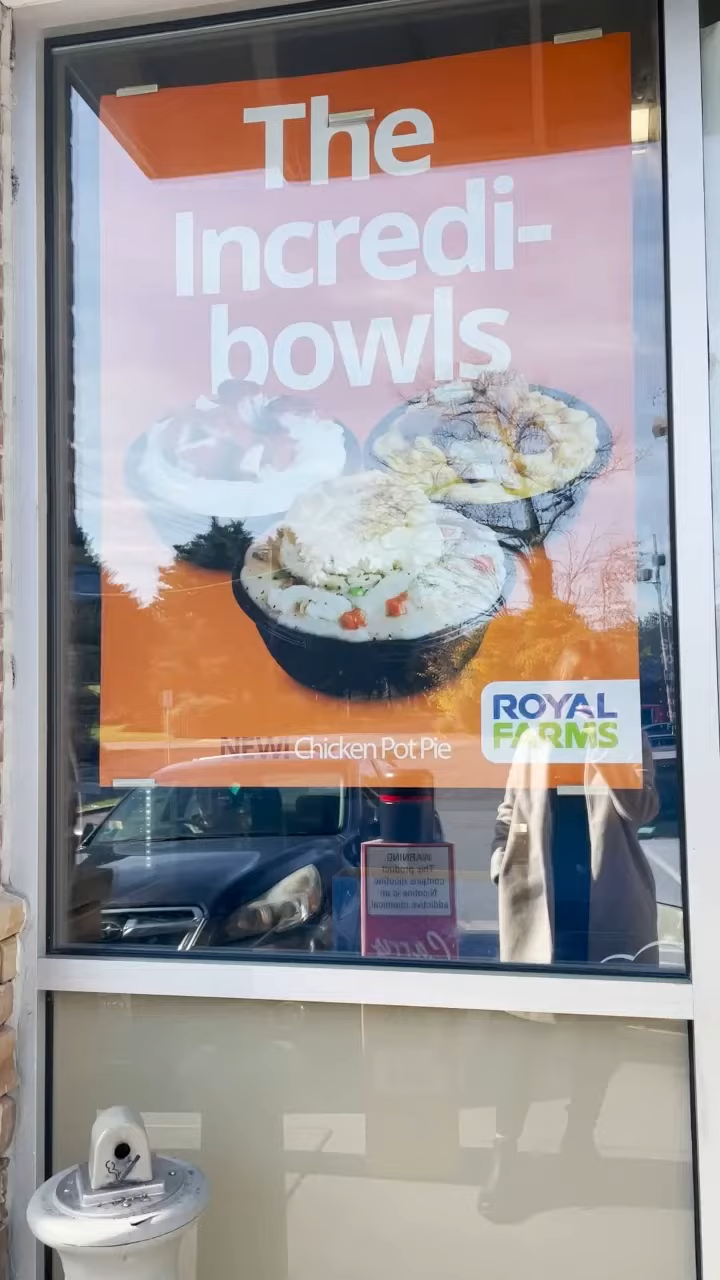 The
Incredi-
bowls
ROYAL
FARMS
NEW! Chicken Pot Pie
WARNING
This product
contains nicotine
Nicotine is an
addictive chemical
Curru